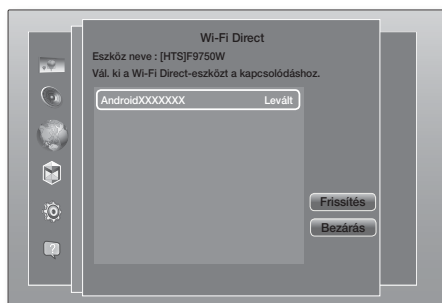 Wi-Fi Direct
Eszköz neve : [HTS]F9750W
Vál. ki a Wi-Fi Direct-eszközt a kapcsolódáshoz.
AndroidXXXXXXX Levált
Frissítés
Bezárás
?